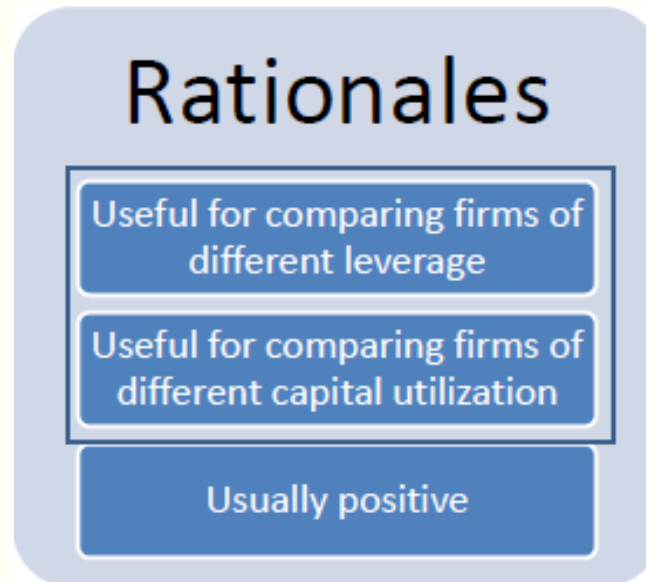 Rationales
Useful for comparing firms of
different leverage
Useful for comparing firms of
different capital utilization
Usually positive